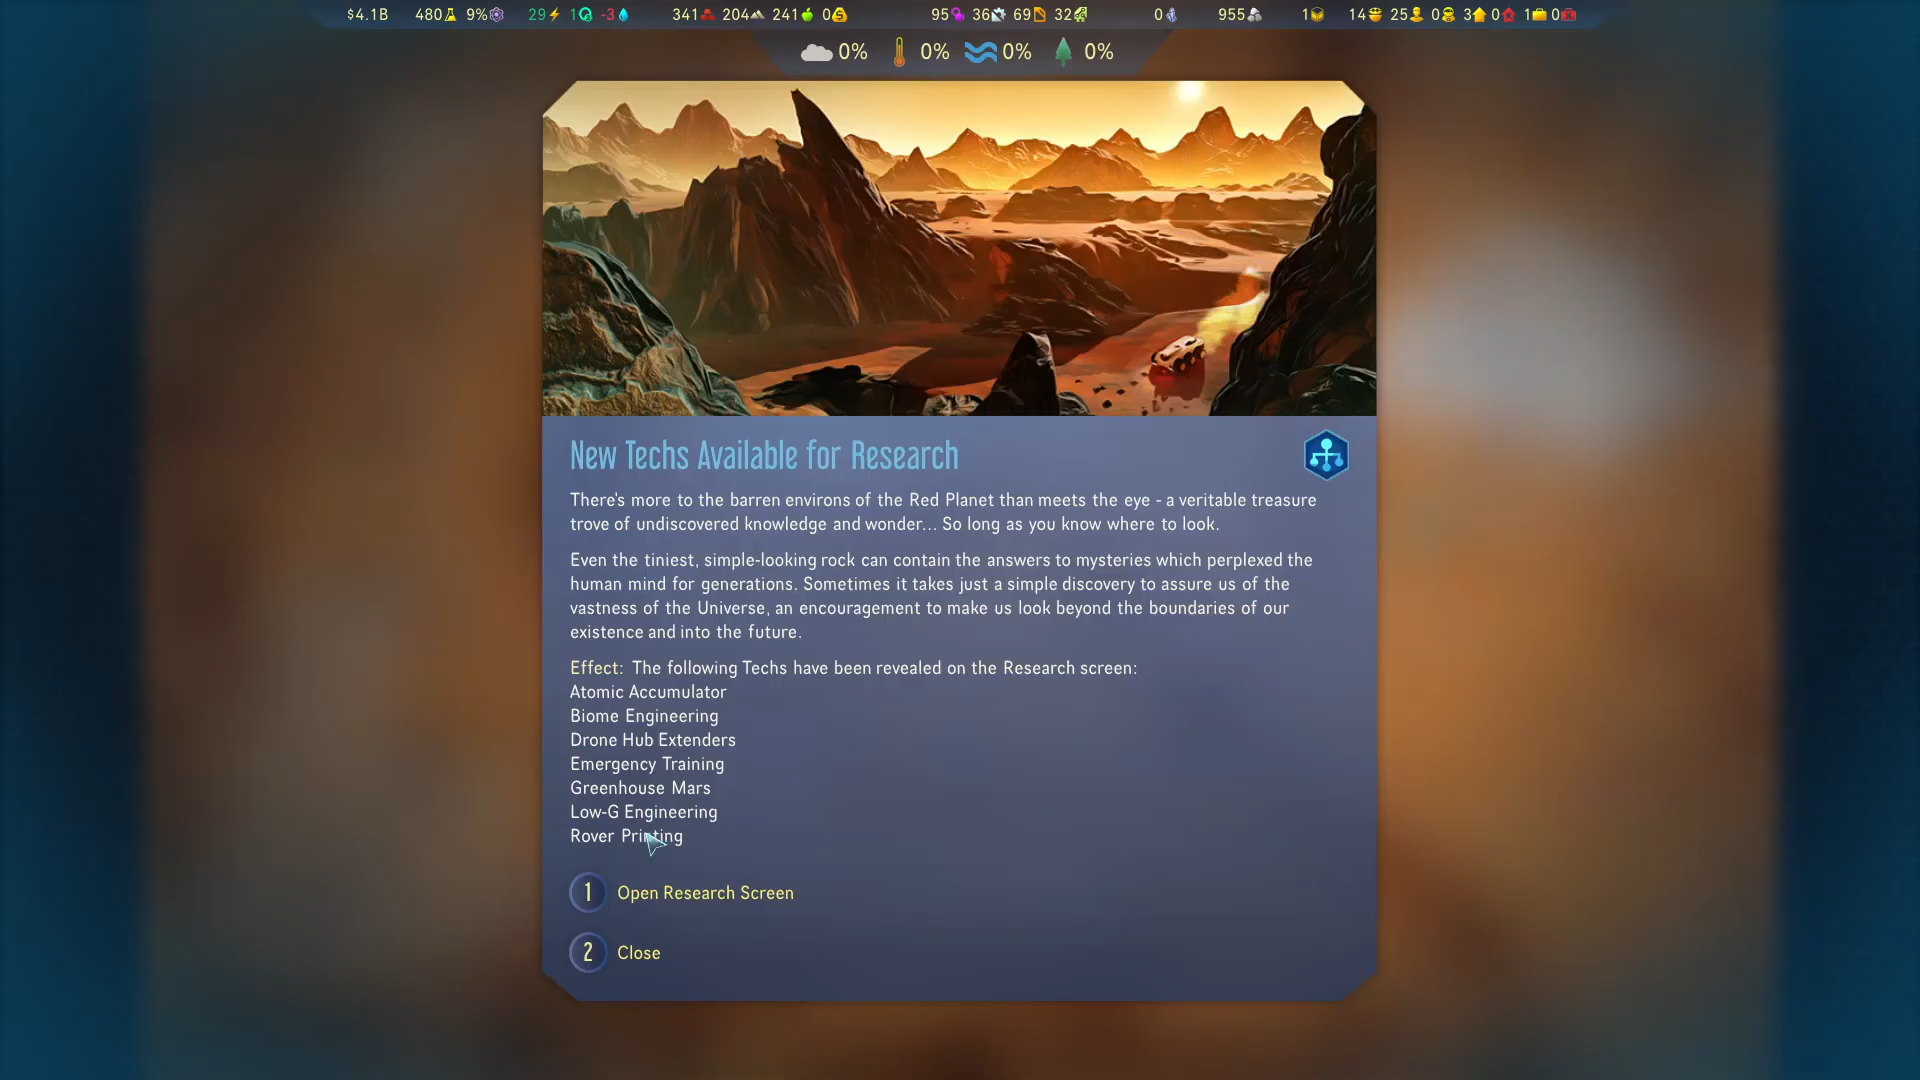 $4.1B 480 9% 29 1 -3 341 204 241 0 95 36 69 32 0 955 1 14 25 0 3 0 1 0
0% 0% 0% 0%
New Techs Available for Research
There's more to the barren environs of the Red Planet than meets the eye - a veritable treasure
trove of undiscovered knowledge and wonder... So long as you know where to look.
Even the tiniest, simple-looking rock can contain the answers to mysteries which perplexed the
human mind for generations. Sometimes it takes just a simple discovery to assure us of the
vastness of the Universe, an encouragement to make us look beyond the boundaries of our
existence and into the future.
Effect: The following Techs have been revealed on the Research screen:
Atomic Accumulator
Biome Engineering
Drone Hub Extenders
Emergency Training
Greenhouse Mars
Low-G Engineering
Rover Printing
1 Open Research Screen
2 Close